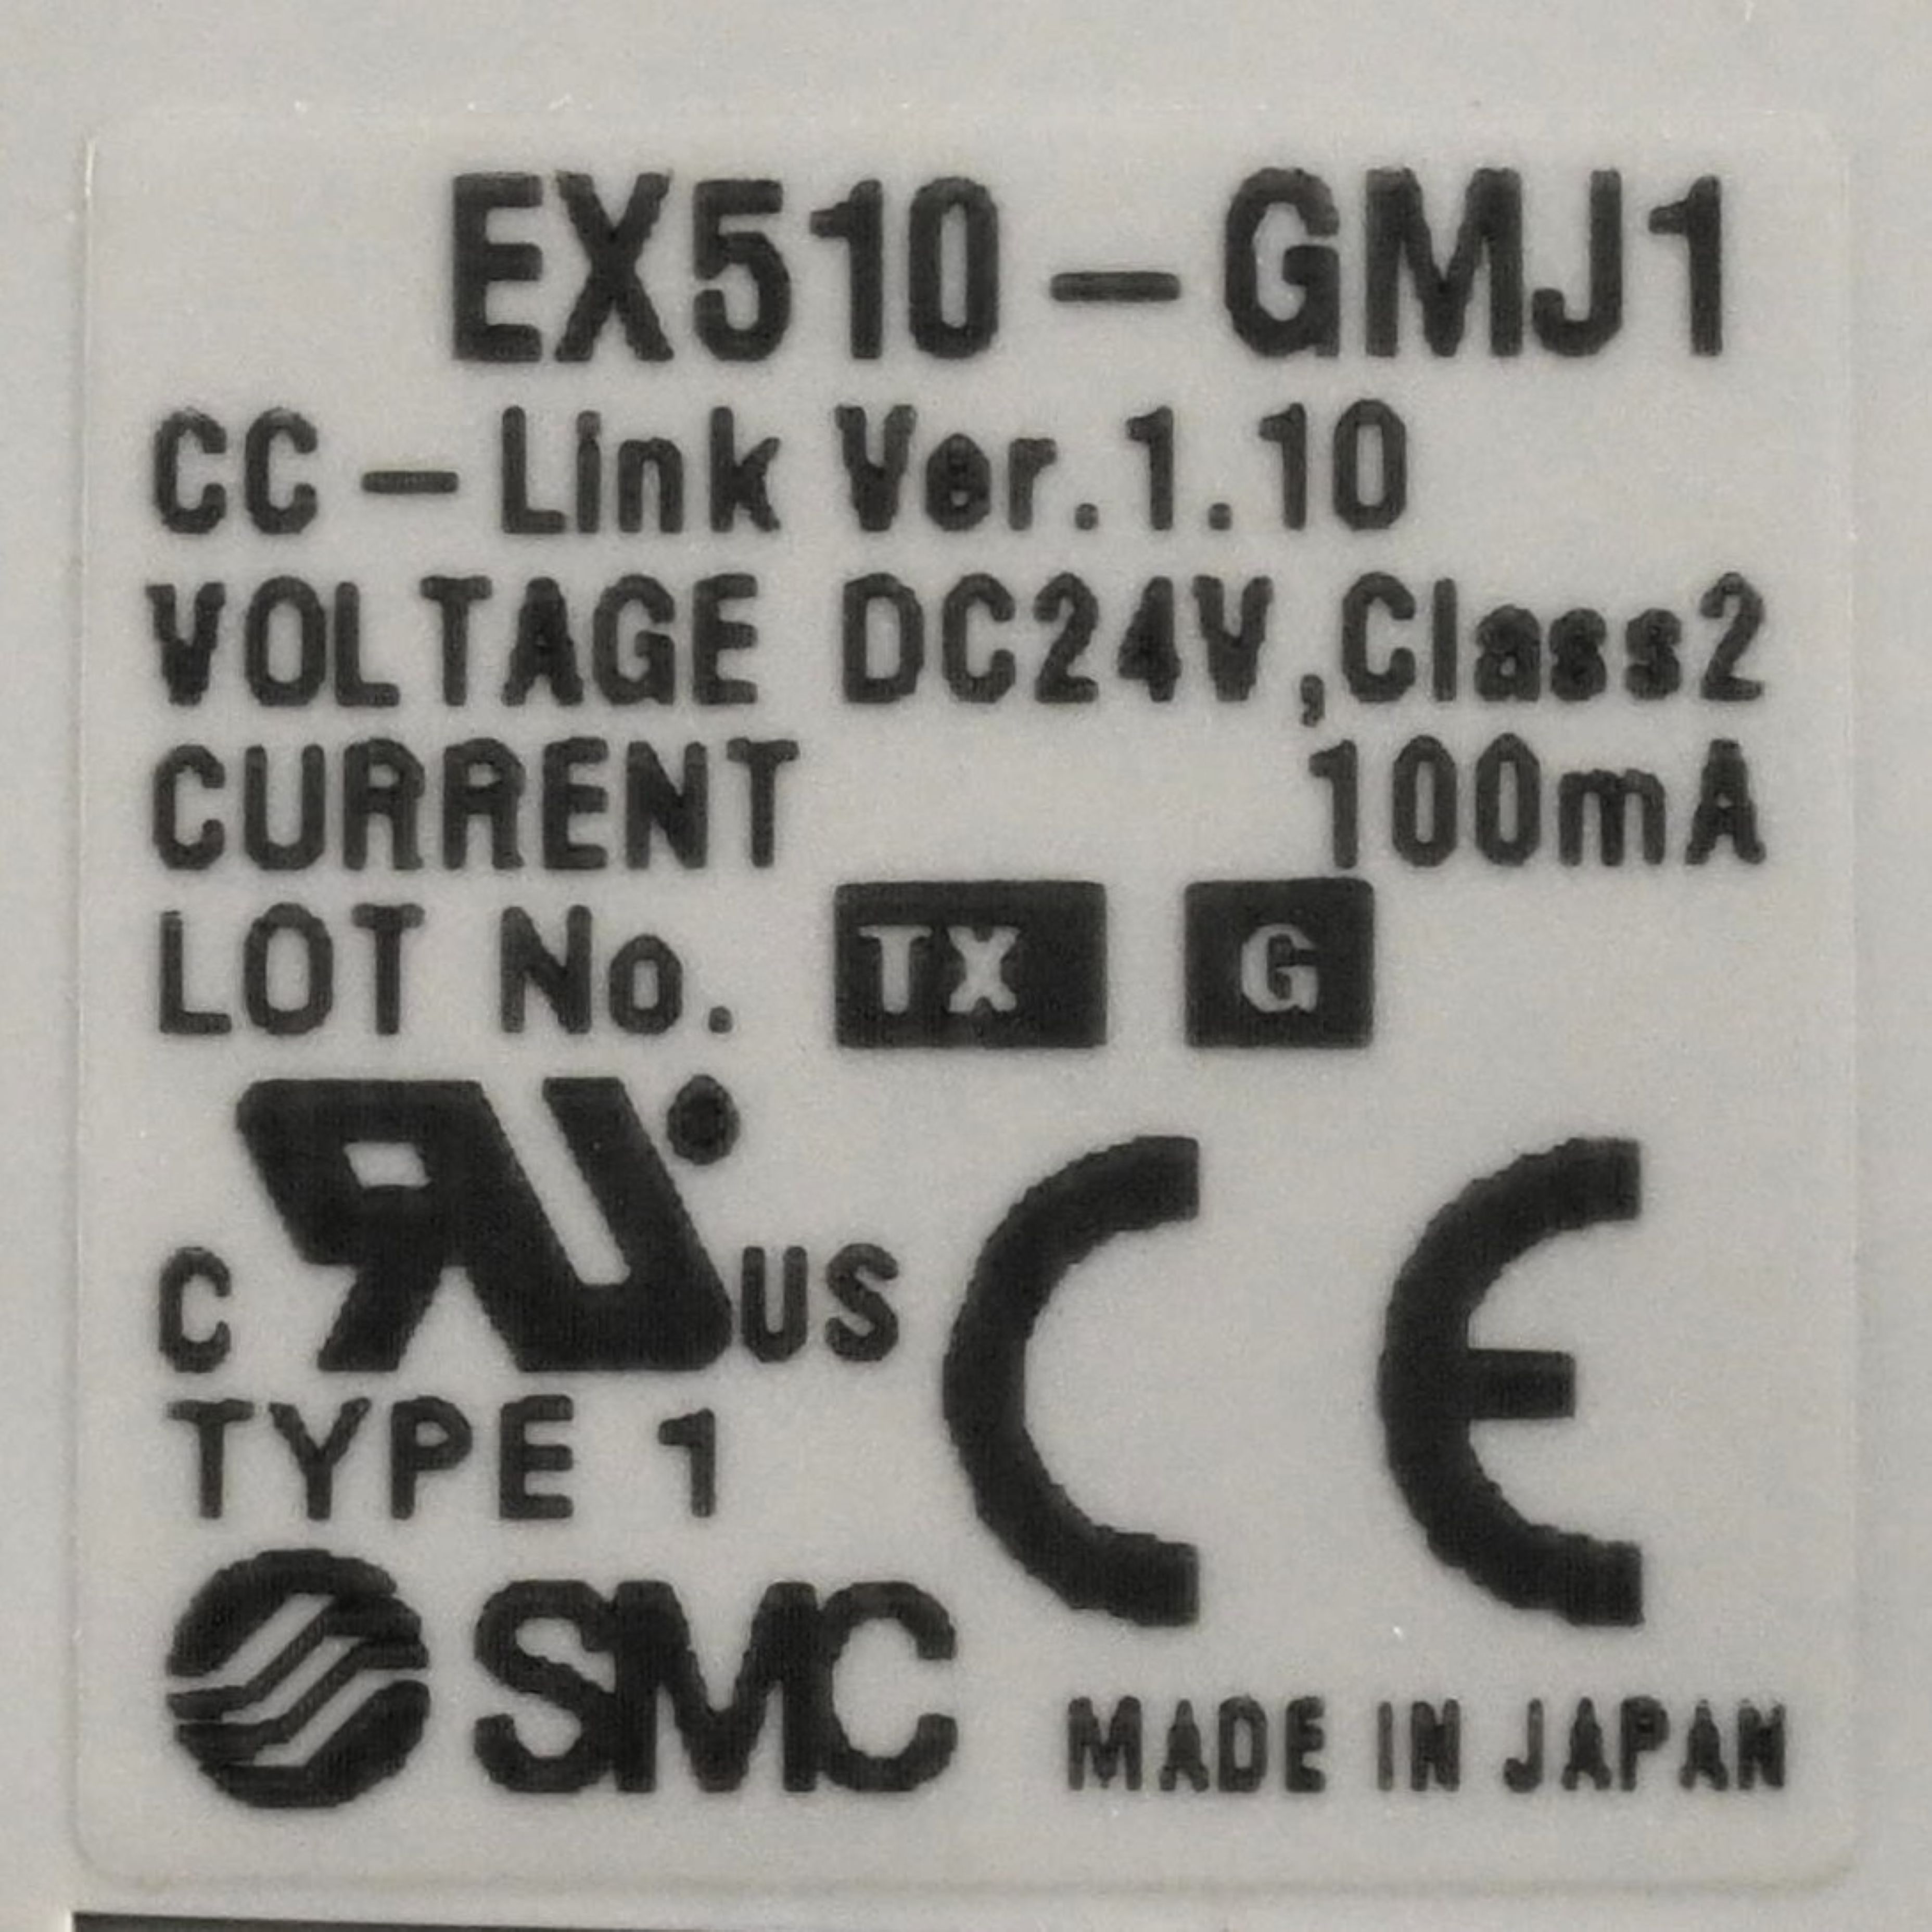 EX510-GMJ1
CC-Link Ver.1.10
VOLTAGE DC24V,Class2
CURRENT 100mA
LOT No. TX G
C RU US
CE
TYPE 1
SMC
MADE IN JAPAN